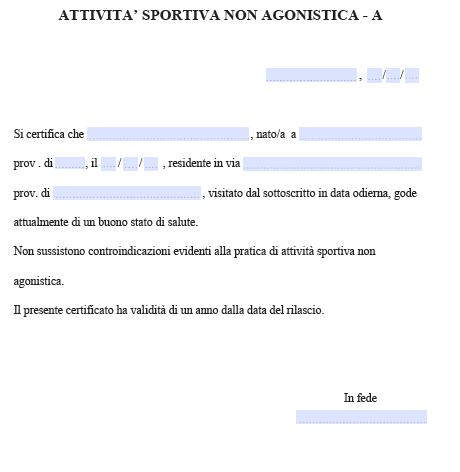 ATTIVITA’ SPORTIVA NON AGONISTICA - A
.............................. , ..../..../....
Si certifica che ......................................................, nato/a a .........................................
prov . di .........., il ..../..../.... , residente in via ............................................................
prov. di ................................................. , visitato dal sottoscritto in data odierna, gode
attualmente di un buono stato di salute.
Non sussistono controindicazioni evidenti alla pratica di attività sportiva non
agonistica.
Il presente certificato ha validità di un anno dalla data del rilascio.
In fede
...........................................